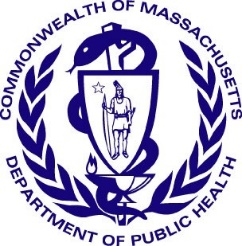 COMMONWEALTH OF MASSACHUSETTS
DEPARTMENT OF PUBLIC HEALTH